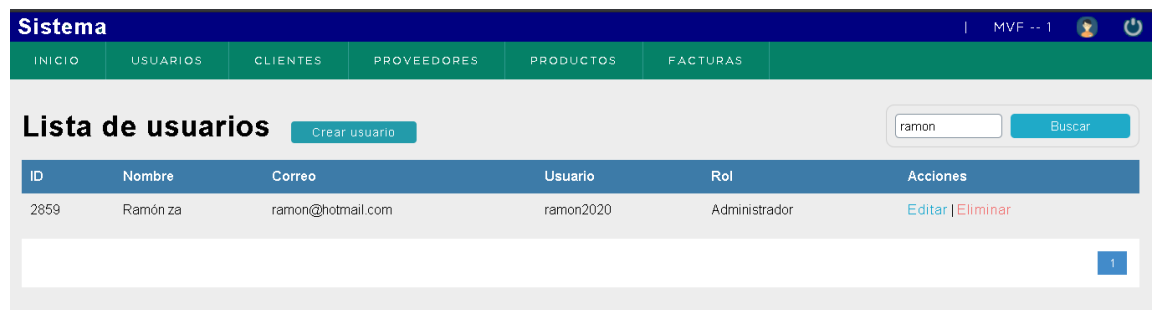 Sistema | MVF -- 1
INICIO USUARIOS CLIENTES PROVEEDORES PRODUCTOS FACTURAS
Lista de usuarios Crear usuario ramon Buscar
ID Nombre Correo Usuario Rol Acciones
2859 Ramón za ramon@hotmail.com ramon2020 Administrador Editar | Eliminar
1